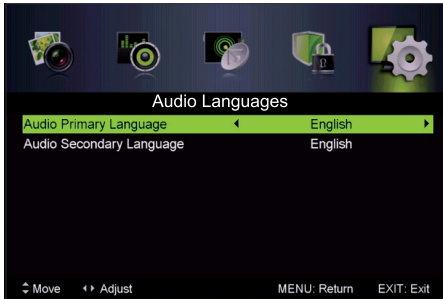 Audio Languages
Audio Primary Language English
Audio Secondary Language English
Move Adjust MENU: Return EXIT: Exit